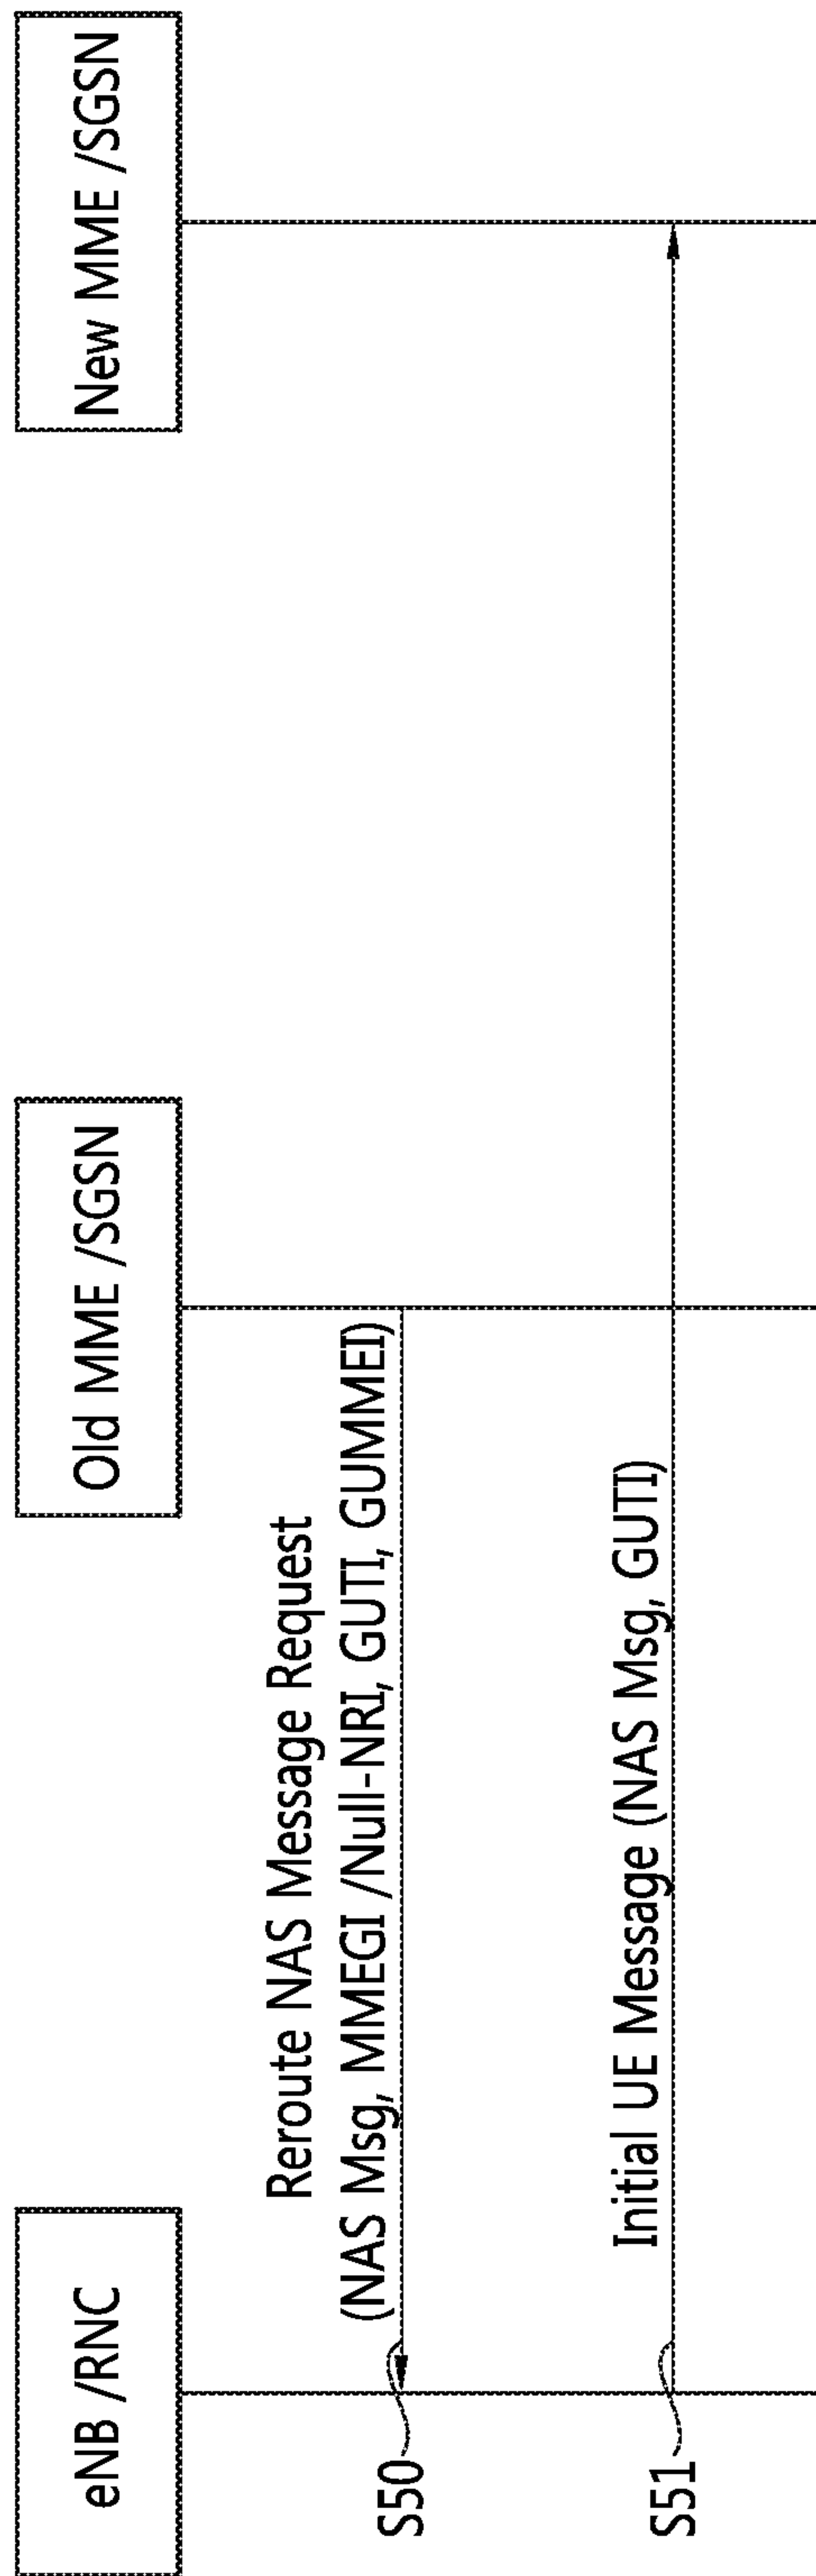 eNB /RNC
Old MME /SGSN
New MME /SGSN
S50
Reroute NAS Message Request
(NAS Msg, MMEGI /Null-NRI, GUTI, GUMMEI)
S51
Initial UE Message (NAS Msg, GUTI)